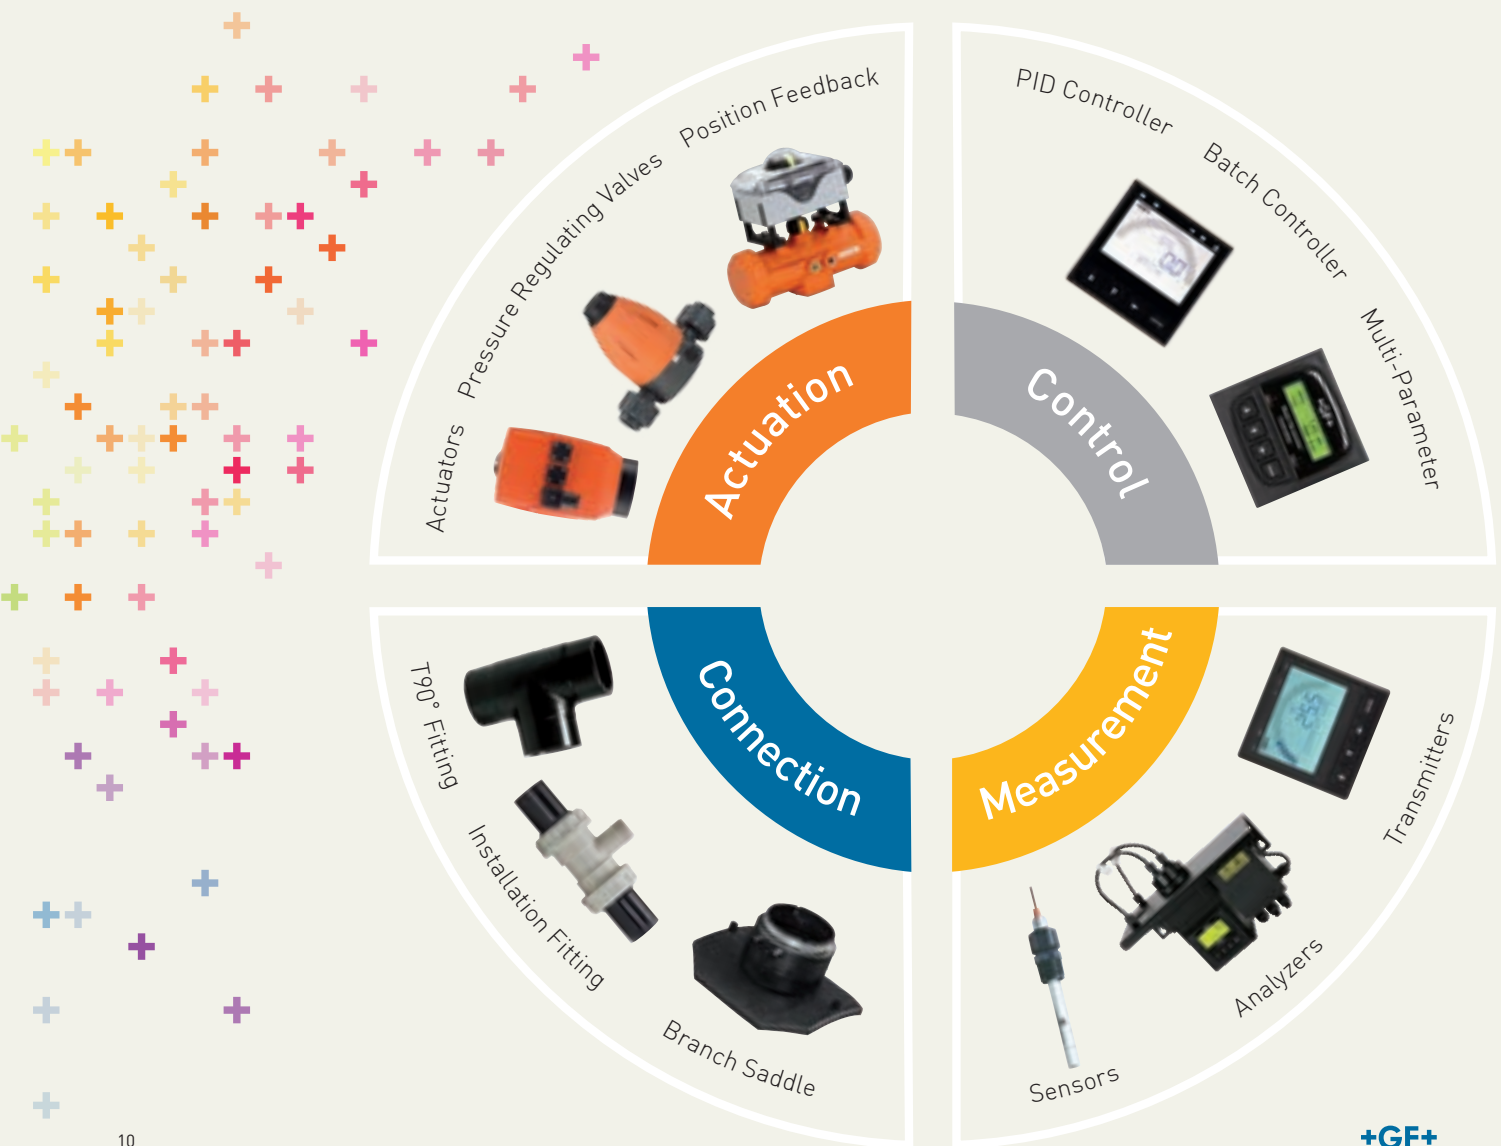 Position Feedback
Pressure Regulating Valves
Actuators
Actuation
PID Controller
Batch Controller
Multi-Parameter
Control
T90° Fitting
Installation Fitting
Branch Saddle
Connection
Measurement
Transmitters
Analyzers
Sensors
10
+GF+